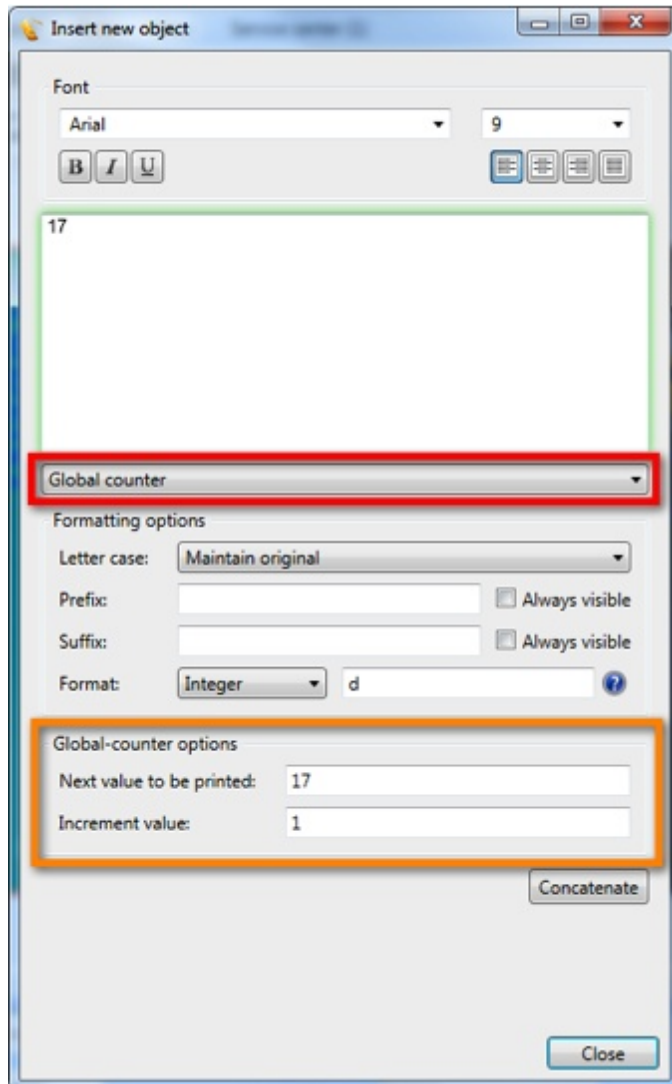 Insert new object
Font
Arial 9
B I U
17
Global counter
Formatting options
Letter case: Maintain original
Prefix: Always visible
Suffix: Always visible
Format: Integer d ?
Global-counter options
Next value to be printed: 17
Increment value: 1
Concatenate
Close